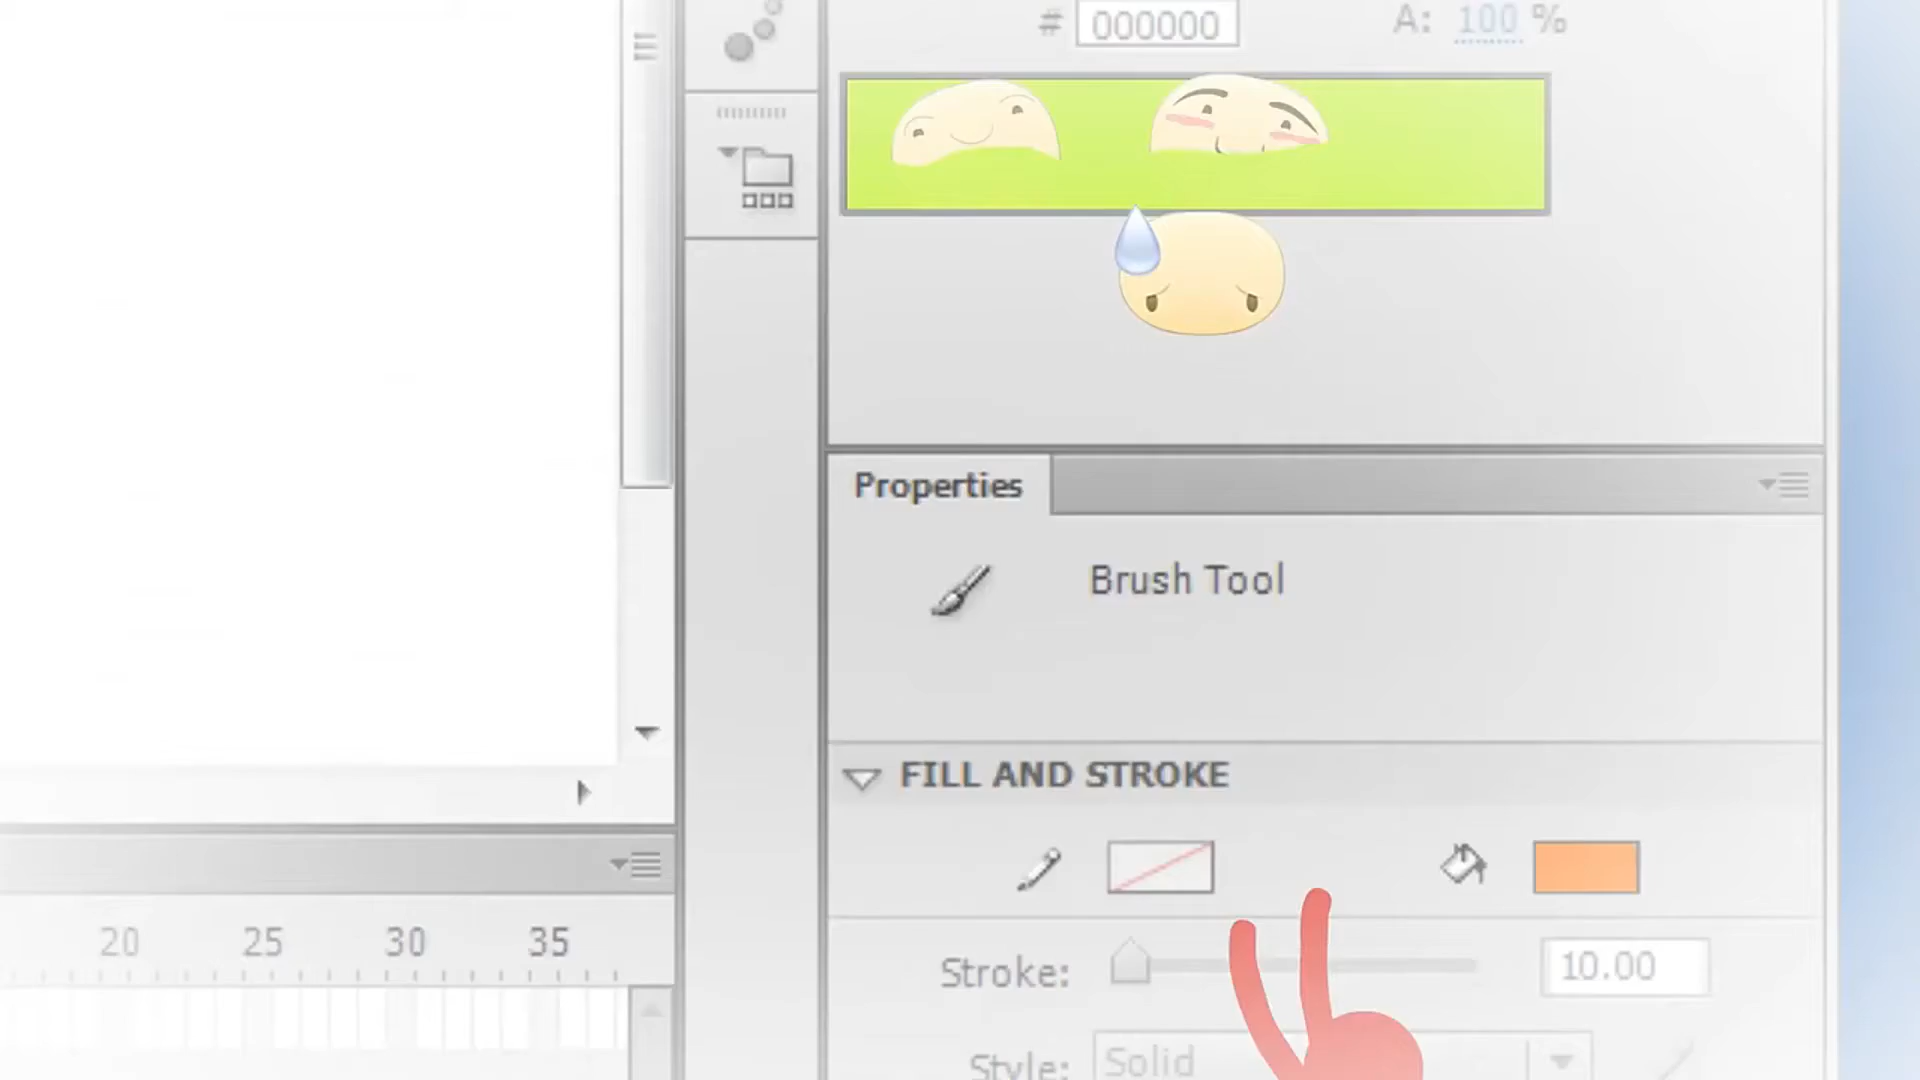 # 000000 A: 100 %
Properties
Brush Tool
FILL AND STROKE
20 25 30 35
Stroke: 10.00
Style: Solid